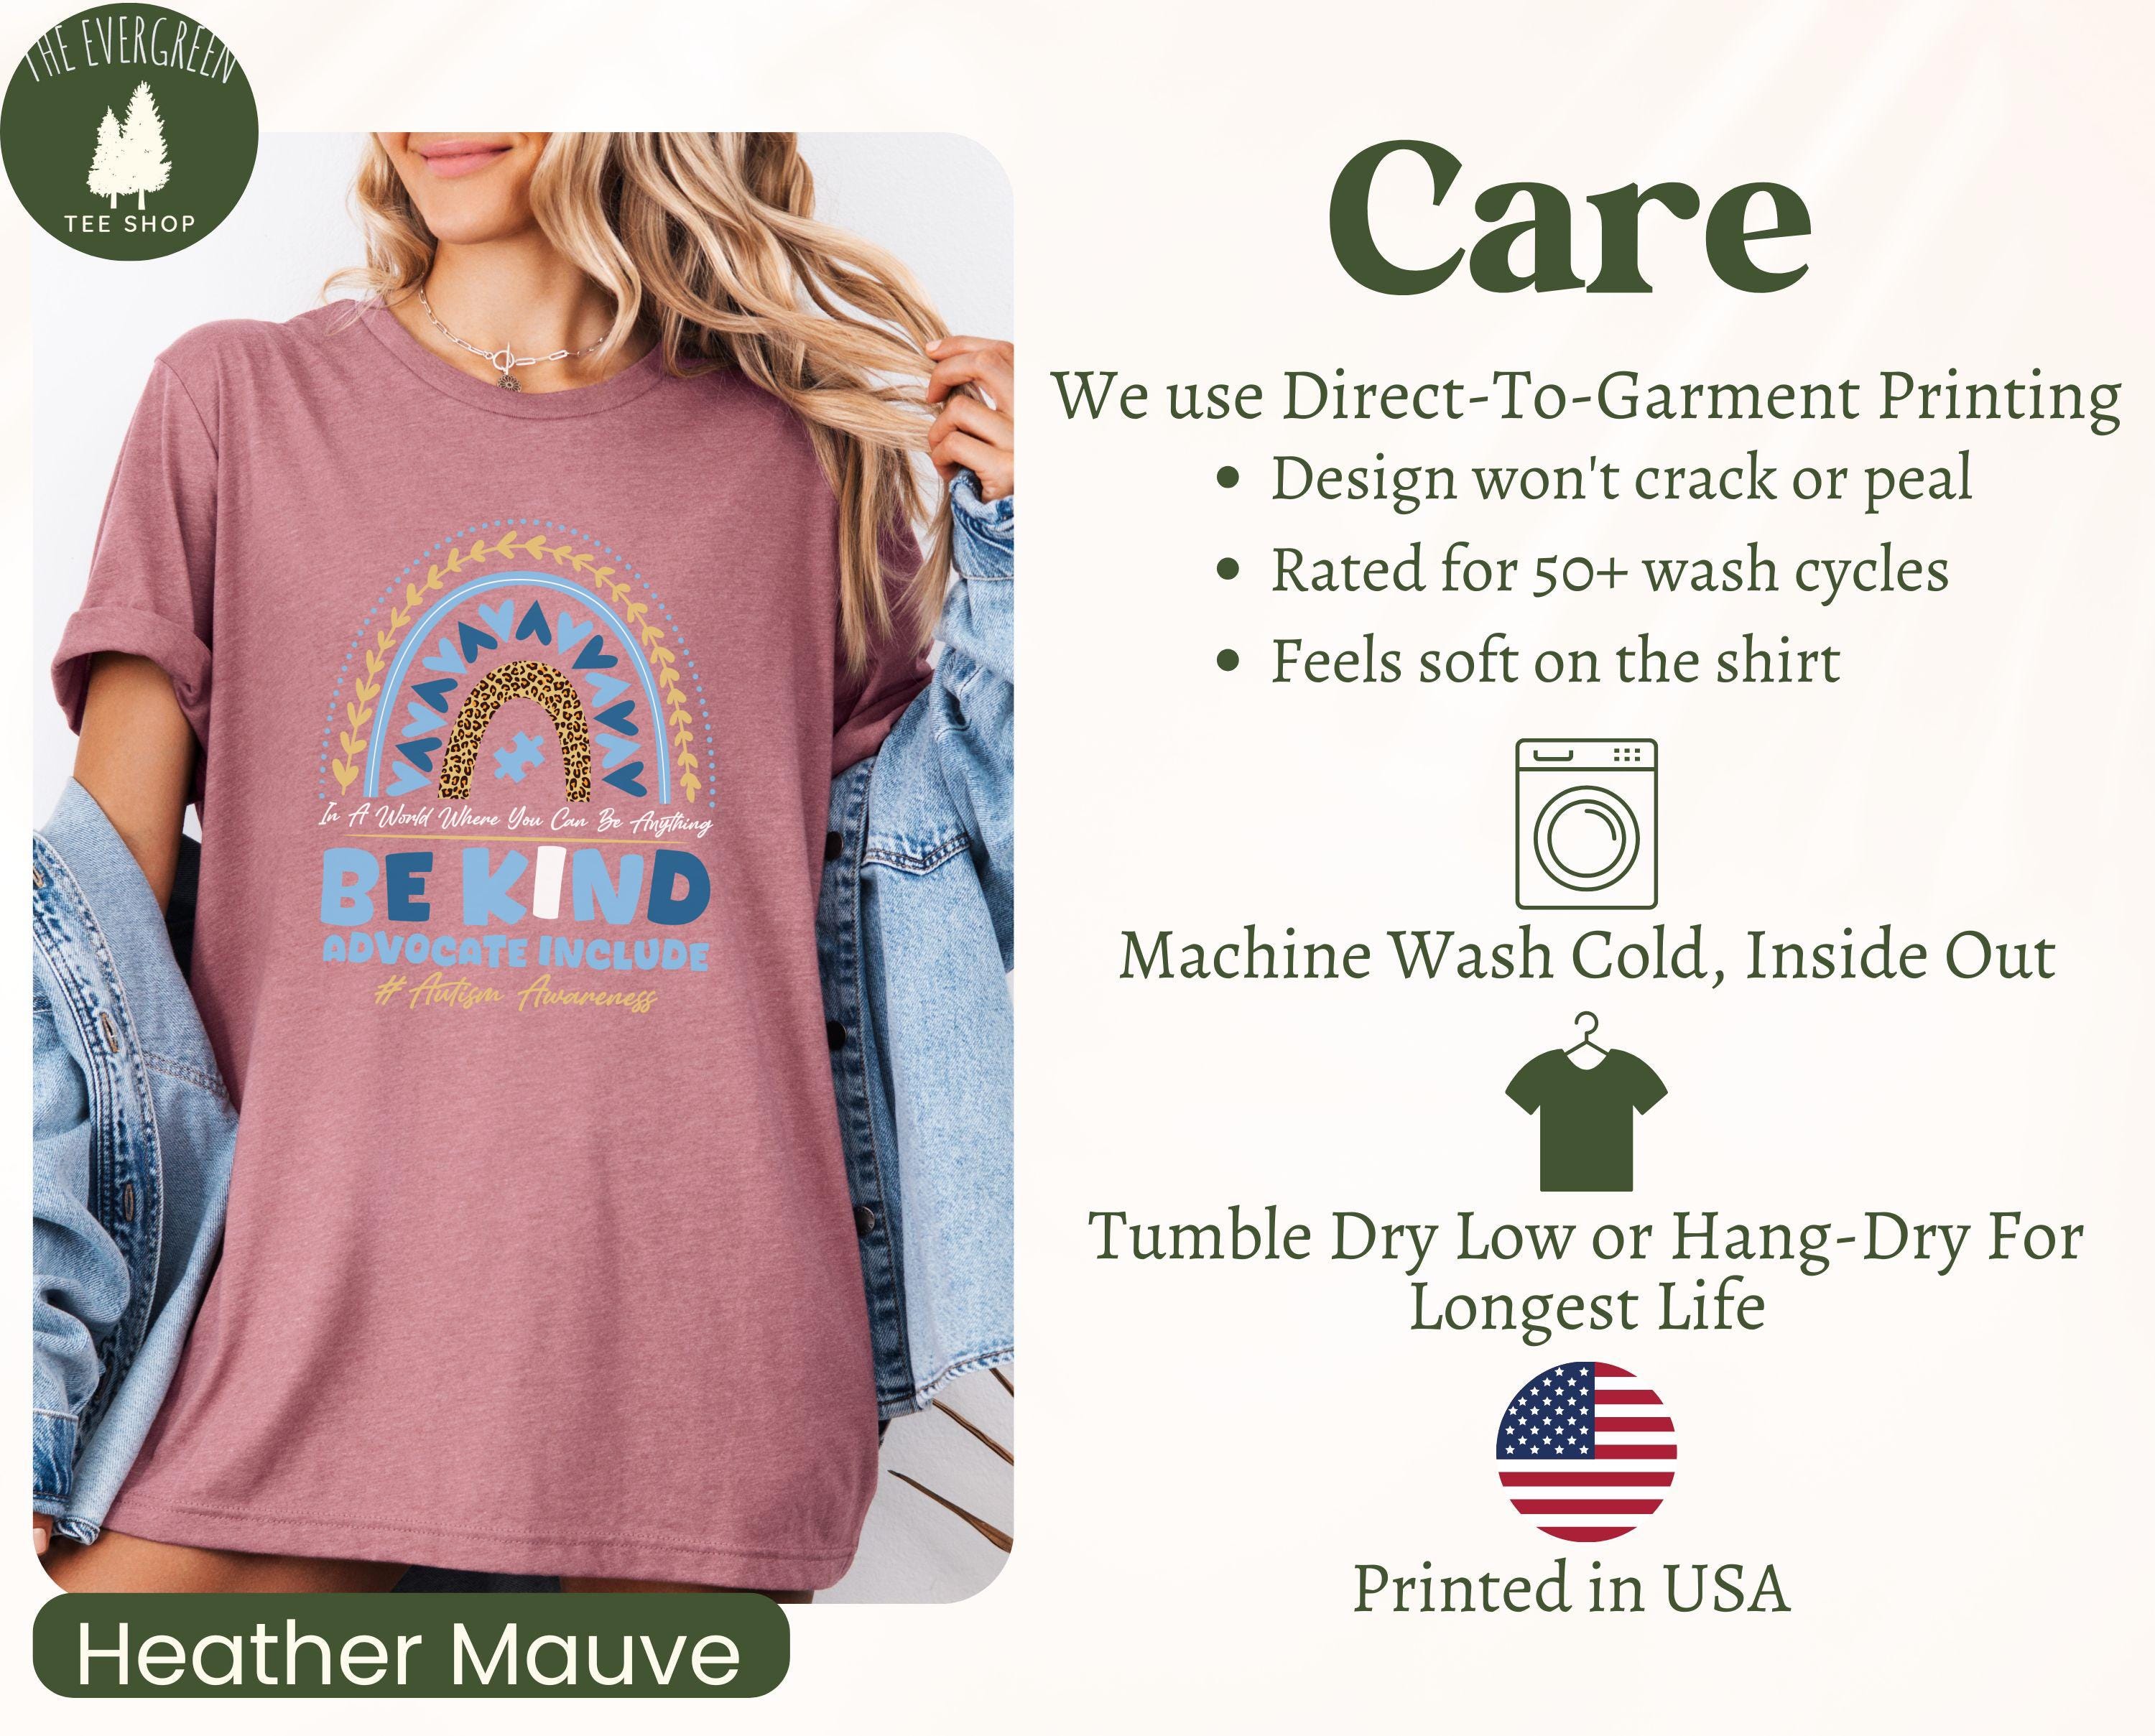 THE EVERGREEN
TEE SHOP
In A World Where You Can Be Anything
BE KIND
ADVOCATE INCLUDE
# Autism Awareness
Heather Mauve
Care
We use Direct-To-Garment Printing
• Design won't crack or peal
• Rated for 50+ wash cycles
• Feels soft on the shirt
Machine Wash Cold, Inside Out
Tumble Dry Low or Hang-Dry For
Longest Life
Printed in USA